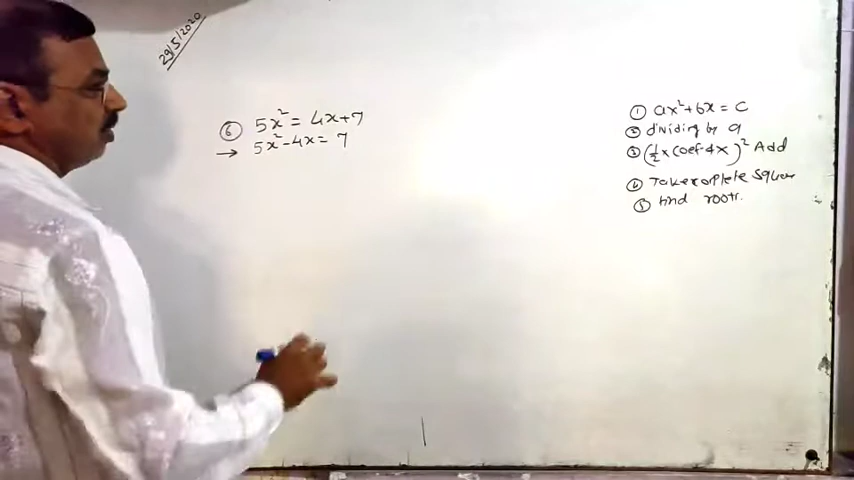 29/5/2020
⑥ 5x² = 4x+7
→ 5x²-4x= 7
① ax²+bx = c
② dividing by a
③ (½ x coef-4x)² Add
④ Take complete square
⑤ find roots.